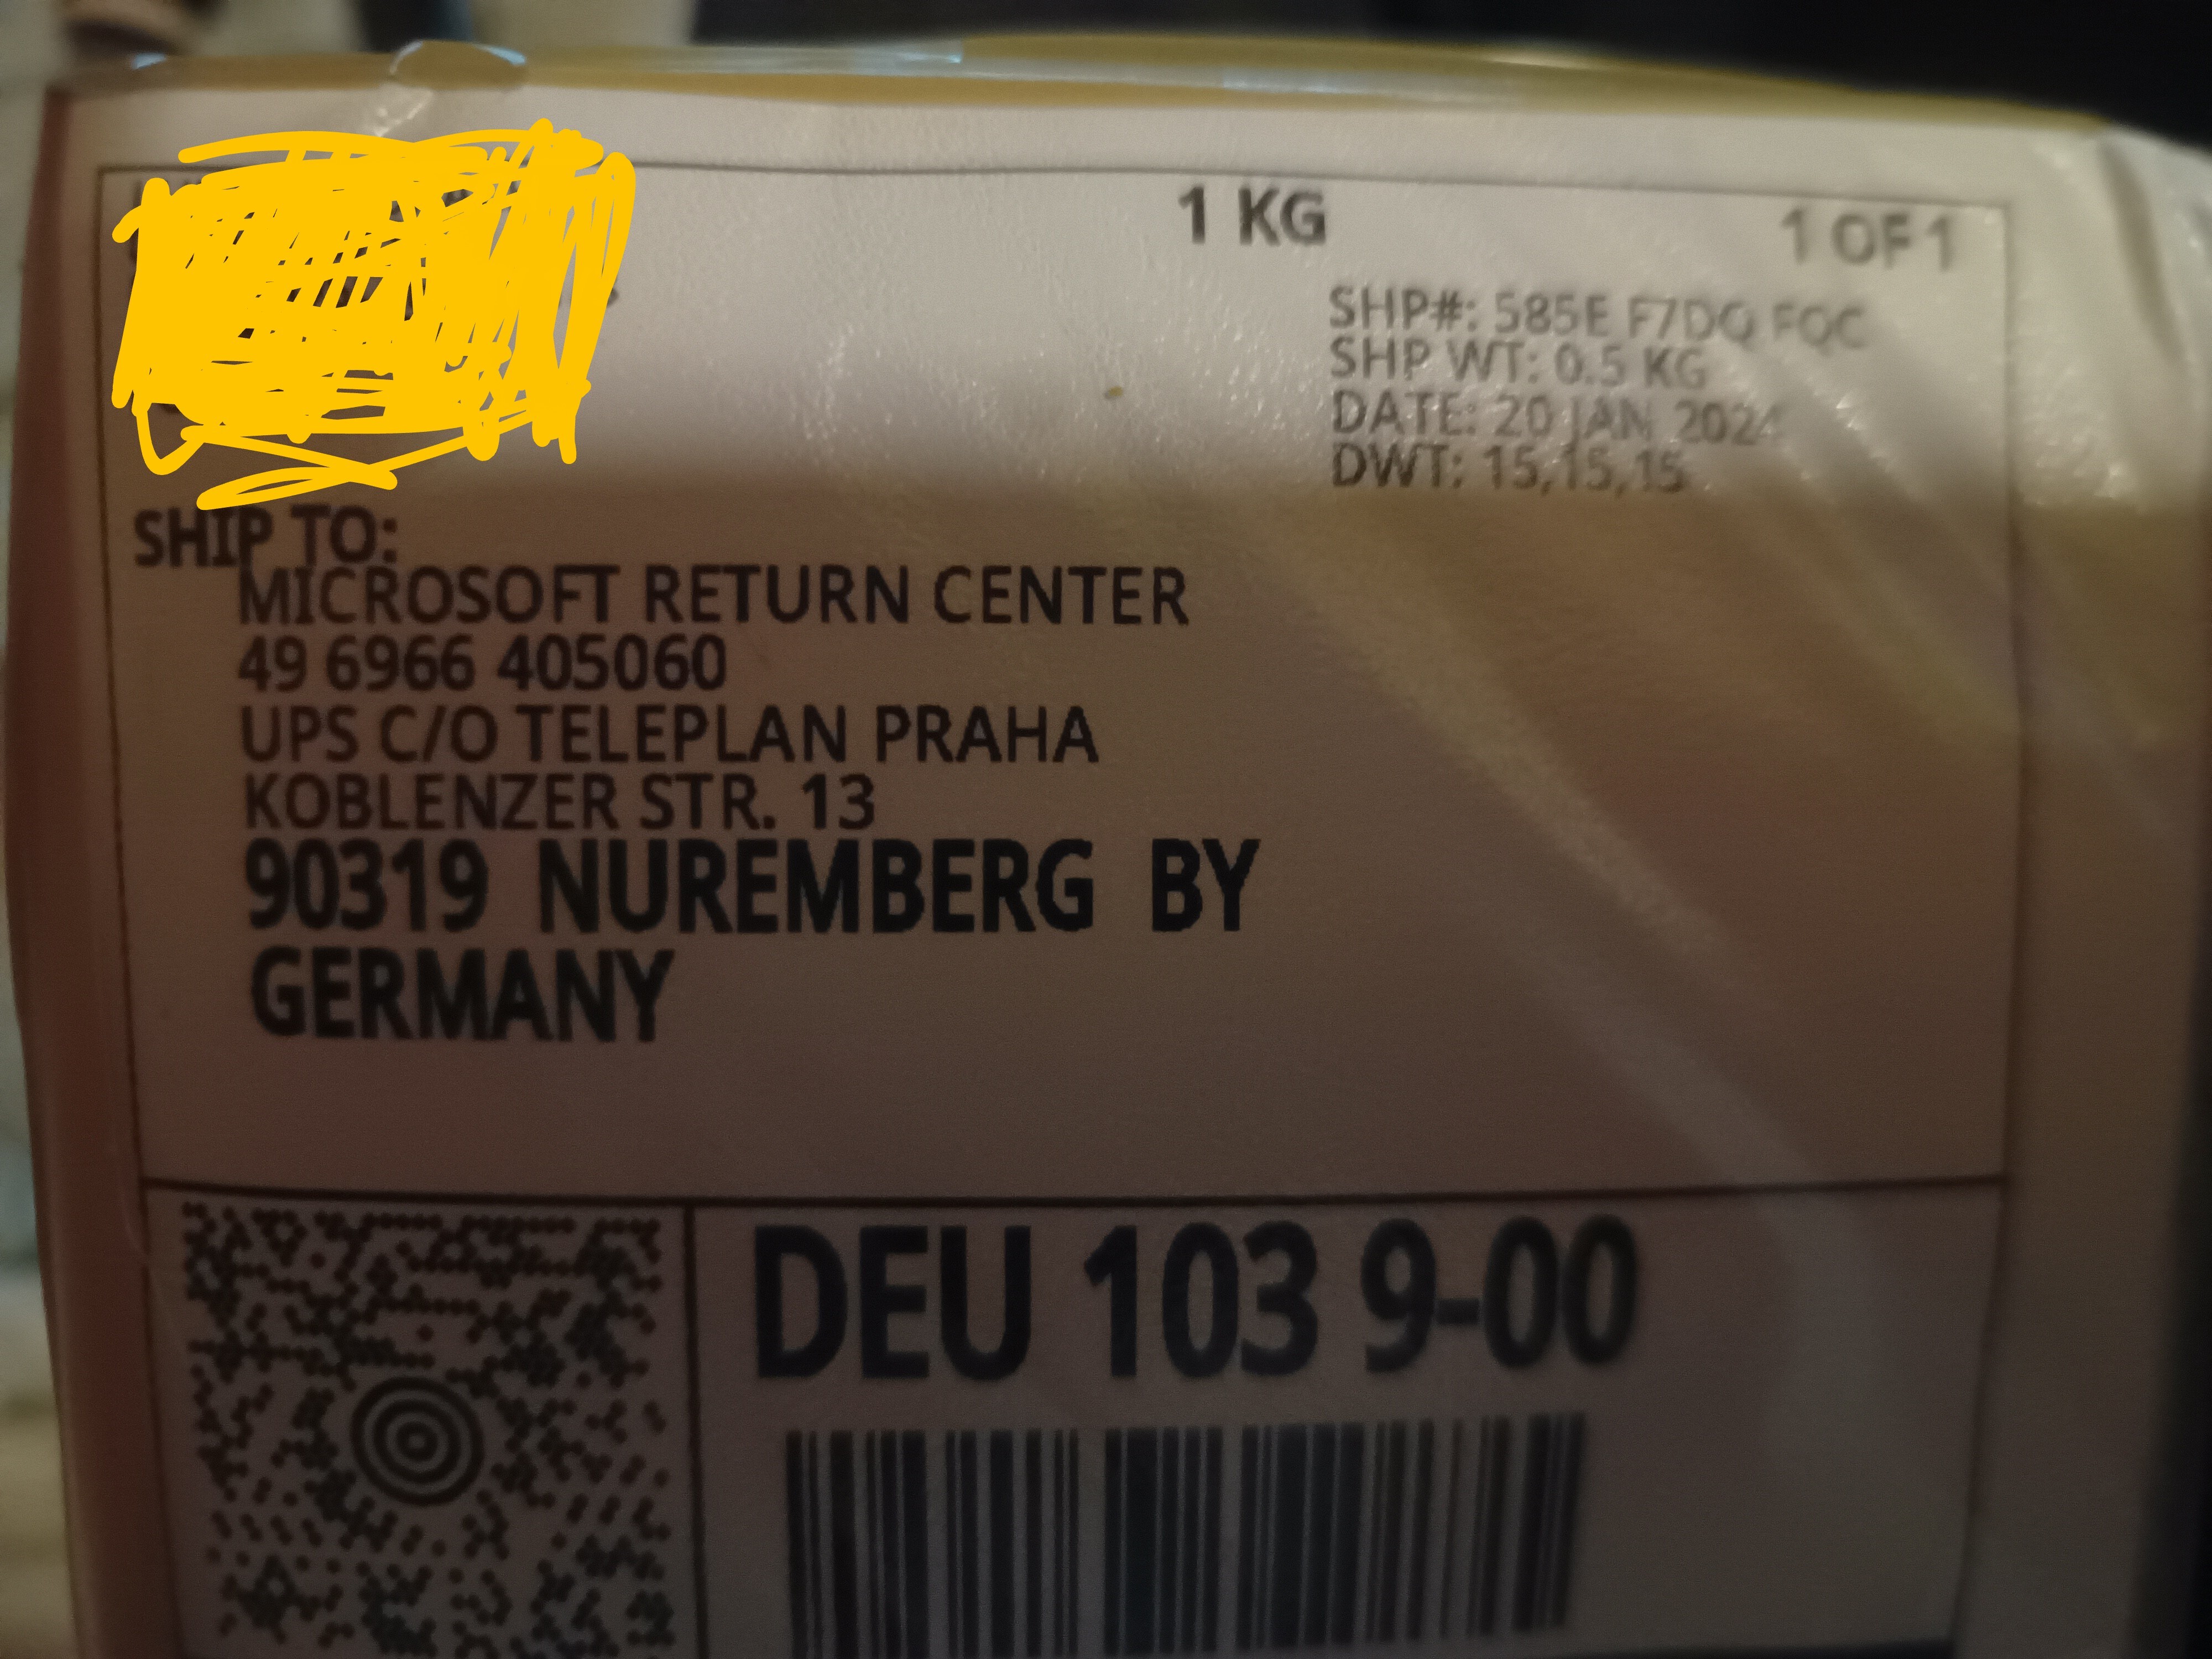 1 KG
1 OF 1
SHP#: 585E F7DQ FQC
SHP WT: 0.5 KG
DATE: 20 JAN 2024
DWT: 15,15,15
SHIP TO:
MICROSOFT RETURN CENTER
49 6966 405060
UPS C/O TELEPLAN PRAHA
KOBLENZER STR. 13
90319 NUREMBERG BY
GERMANY
DEU 103 9-00